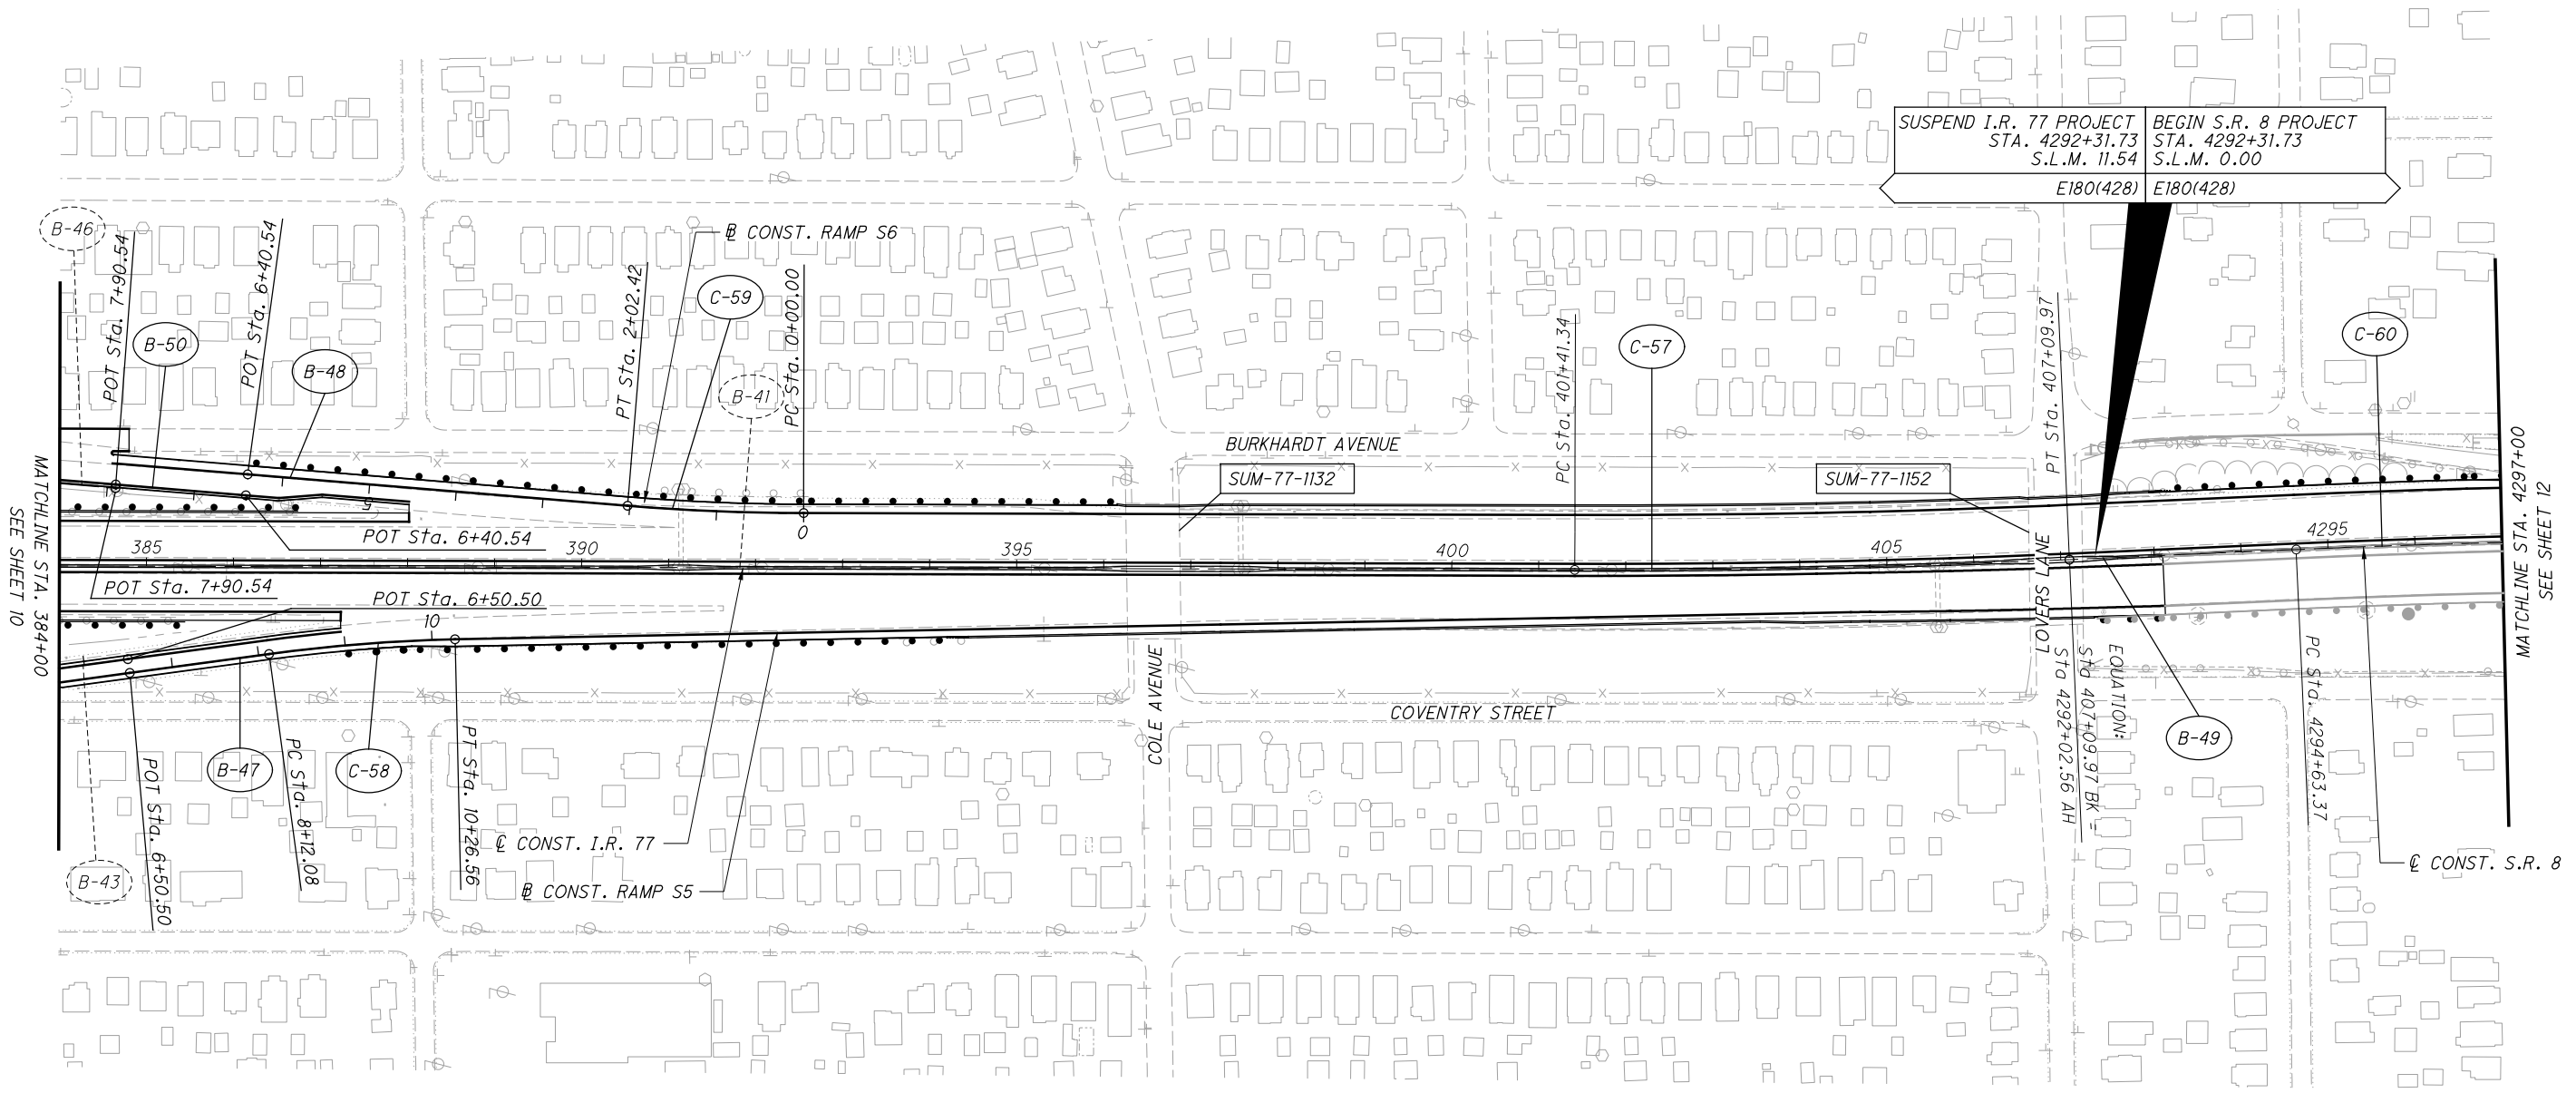 SUSPEND I.R. 77 PROJECT
STA. 4292+31.73
S.L.M. 11.54
E180(428)
BEGIN S.R. 8 PROJECT
STA. 4292+31.73
S.L.M. 0.00
E180(428)
B-46
POT Sta. 7+90.54
B-50
POT Sta. 6+40.54
B-48
PT Sta. 2+02.42
℄ CONST. RAMP S6
C-59
B-41
PC Sta. 0+00.00
PC Sta. 401+41.34
C-57
PT Sta. 407+09.97
C-60
BURKHARDT AVENUE
SUM-77-1132
SUM-77-1152
MATCHLINE STA. 384+00
SEE SHEET 10
MATCHLINE STA. 4297+00
SEE SHEET 12
5
0
POT Sta. 6+40.54
385
390
395
400
405
4295
POT Sta. 7+90.54
POT Sta. 6+50.50
10
LOVERS LANE
COLE AVENUE
COVENTRY STREET
EQUATION:
Sta 407+09.97 BK =
Sta 4292+02.56 AH
PC Sta. 4294+63.37
B-49
B-43
POT Sta. 6+50.50
B-47
PC Sta. 8+12.08
C-58
PT Sta. 10+26.56
℄ CONST. I.R. 77
℄ CONST. RAMP S5
℄ CONST. S.R. 8